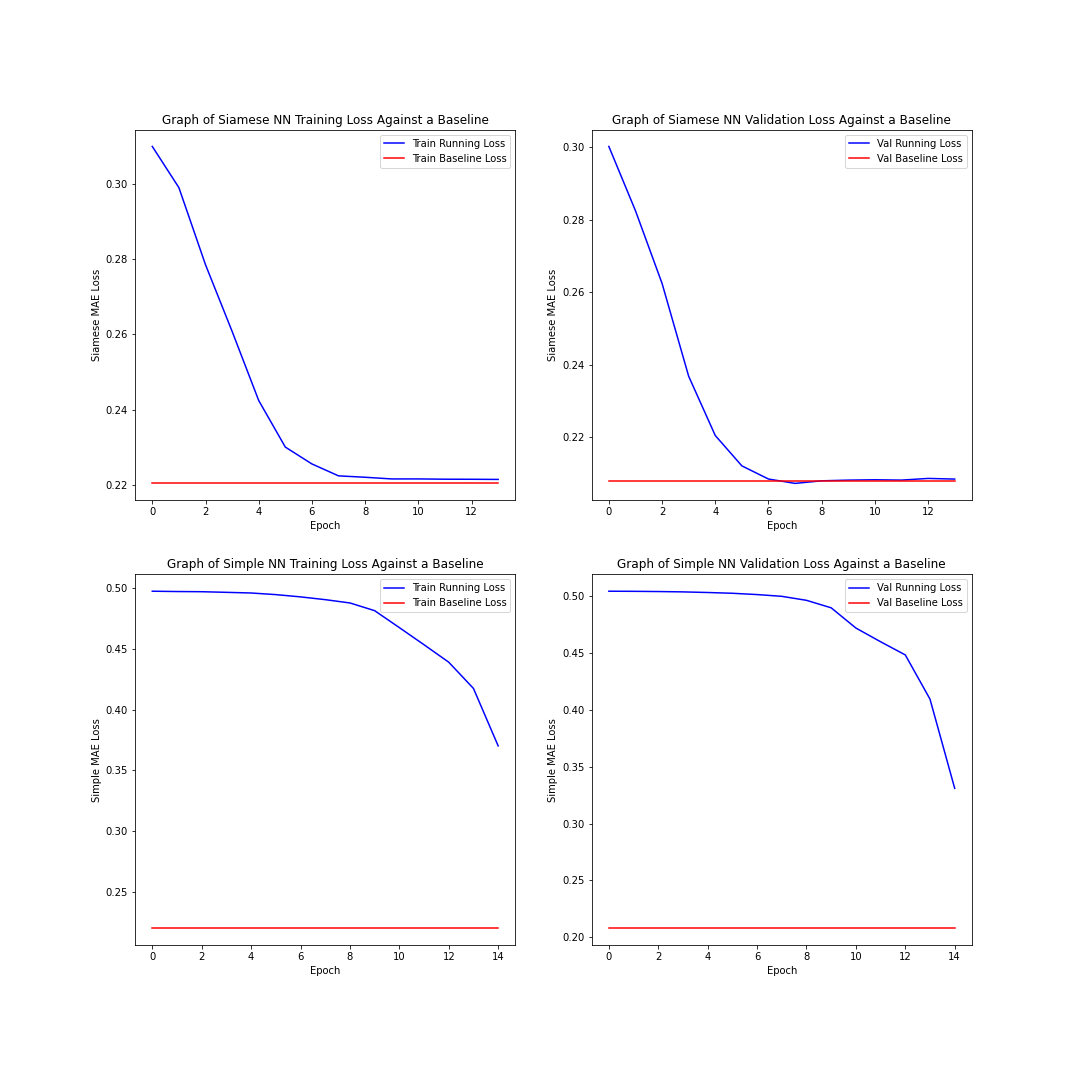 Graph of Siamese NN Training Loss Against a Baseline
Train Running Loss
Train Baseline Loss
0.30
0.28
0.26
0.24
0.22
Siamese MAE Loss
0 2 4 6 8 10 12
Epoch
Graph of Siamese NN Validation Loss Against a Baseline
Val Running Loss
Val Baseline Loss
0.30
0.28
0.26
0.24
0.22
Siamese MAE Loss
0 2 4 6 8 10 12
Epoch
Graph of Simple NN Training Loss Against a Baseline
Train Running Loss
Train Baseline Loss
0.50
0.45
0.40
0.35
0.30
0.25
Simple MAE Loss
0 2 4 6 8 10 12 14
Epoch
Graph of Simple NN Validation Loss Against a Baseline
Val Running Loss
Val Baseline Loss
0.50
0.45
0.40
0.35
0.30
0.25
0.20
Simple MAE Loss
0 2 4 6 8 10 12 14
Epoch